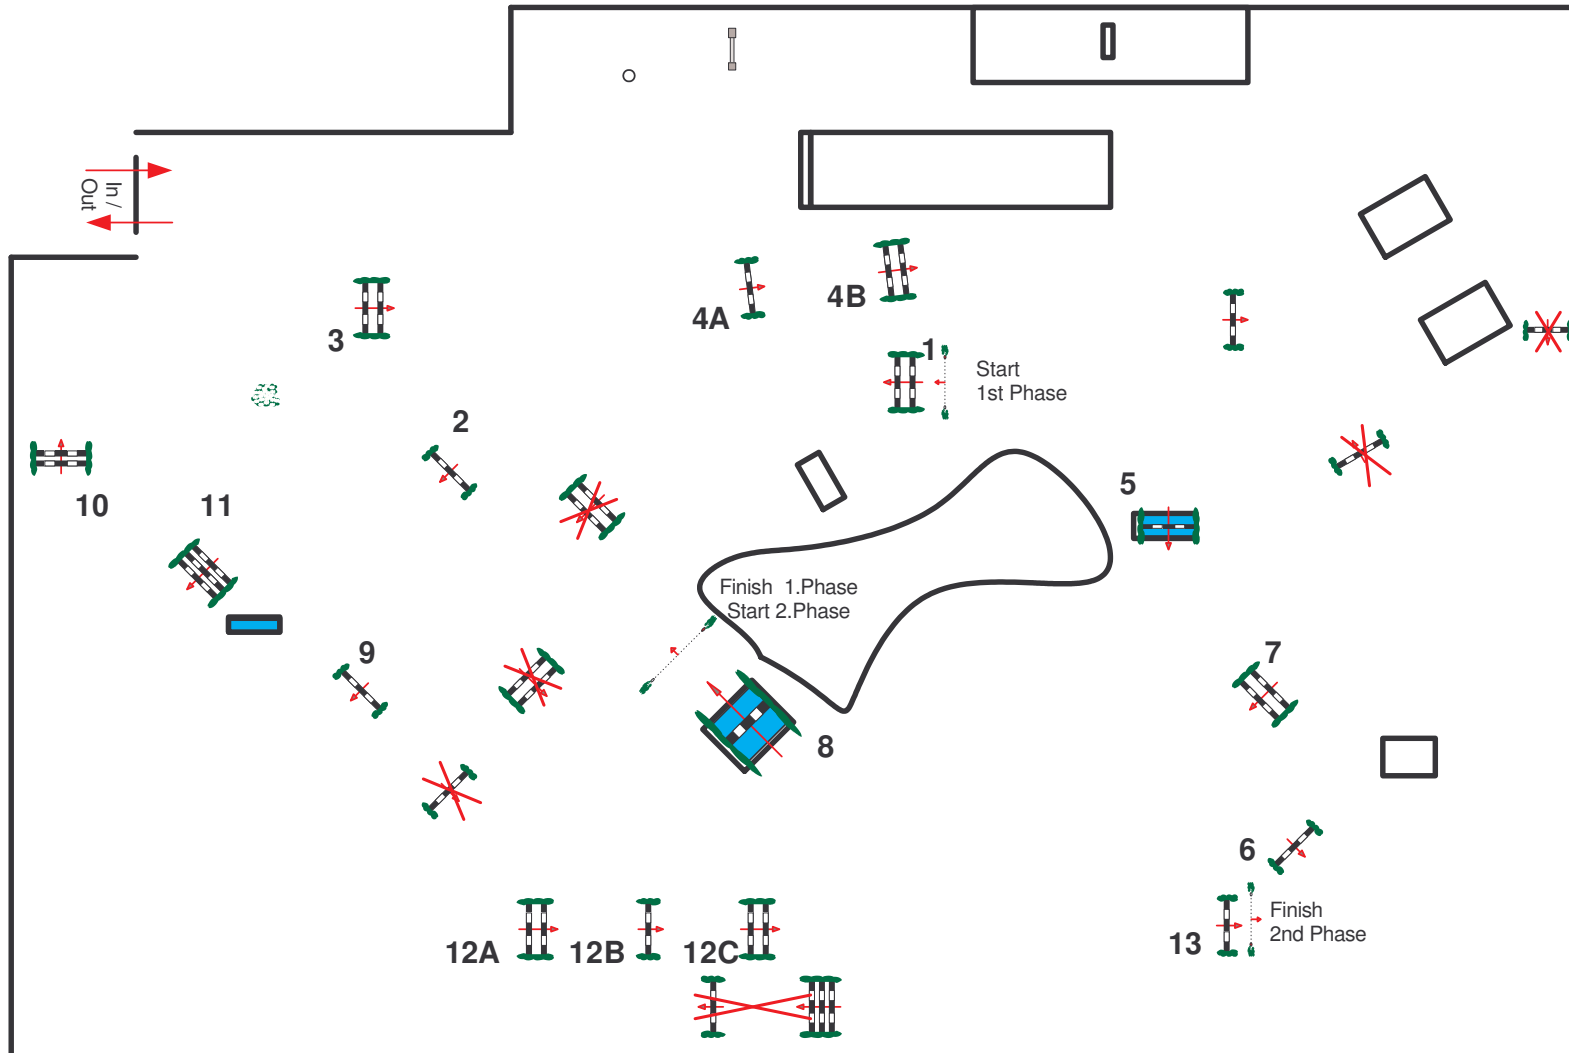 In /
Out
3
4A
4B
1
Start
1st Phase
2
10
11
5
Finish 1.Phase
Start 2.Phase
9
7
8
6
12A
12B
12C
13
Finish
2nd Phase